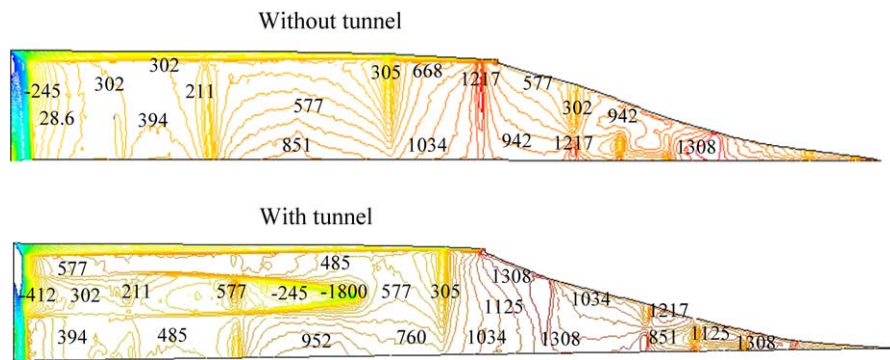 Without tunnel
302 305 668 1217 577
-245 302 211
28.6 394 577 302 942
851 1034 942 1217 1308
With tunnel
577 485 1308
-412 302 211 577 -245 -1800 577 305 1125 1034
1217
394 485 952 760 1034 1308 851 1125 1308